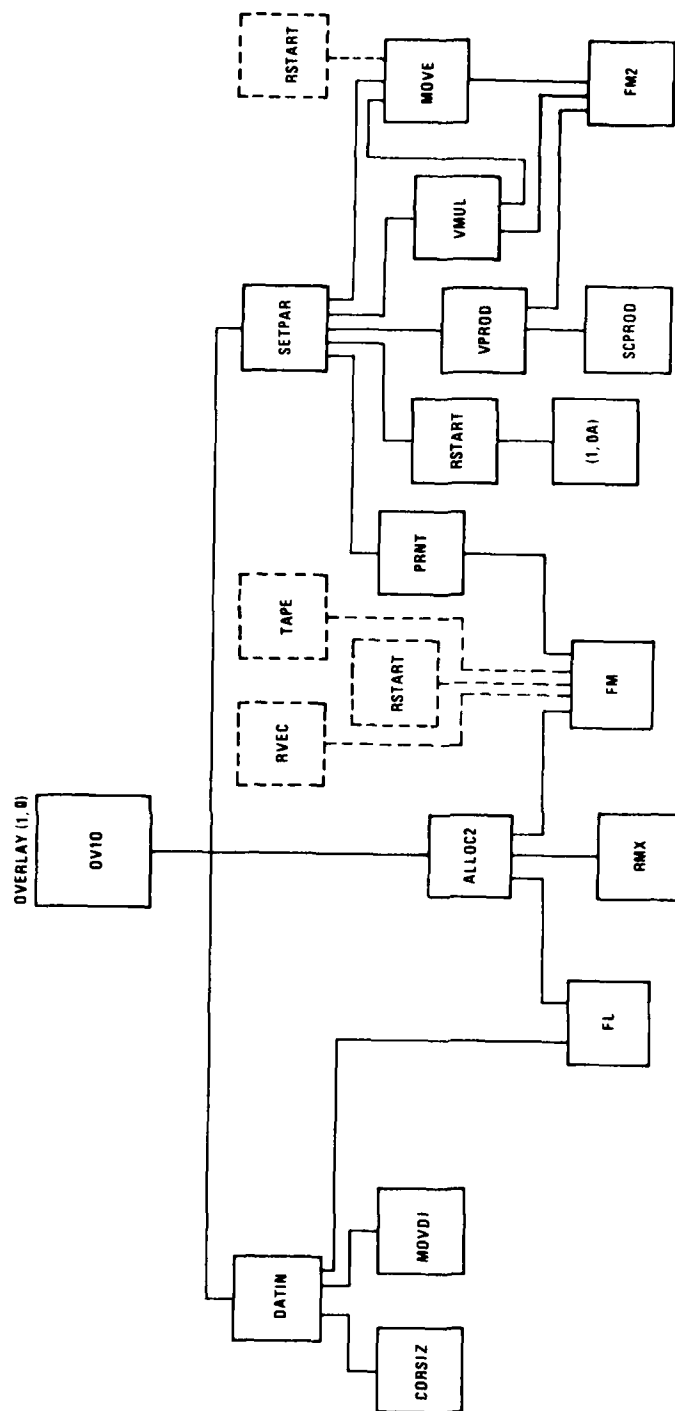 OVERLAY (1, 0)
OV10
DATIN
SETPAR
RVEC
TAPE
RSTART
RSTART
CORSIZ
MOVDI
ALLOC2
PRNT
RSTART
VPROD
VMUL
MOVE
FL
RMX
FM
(1, 0A)
SCPROD
FM2